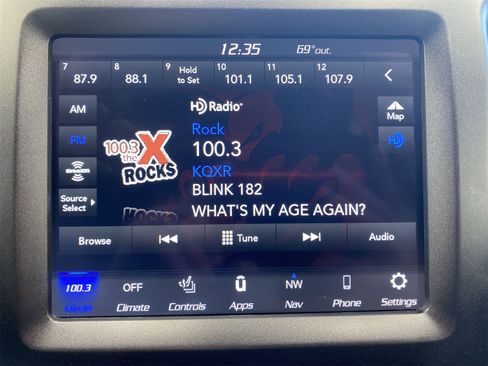 12:35 69° out.
7 8 9 10 11 12
87.9 88.1 Hold to Set 101.1 105.1 107.9
AM
HD Radio
Map
FM
Rock
HD
100.3 the X ROCKS
100.3
KQXR
SiriusXM
BLINK 182
Source Select
WHAT'S MY AGE AGAIN?
Browse Tune Audio
100.3 OFF NW
Media Climate Controls Apps Nav Phone Settings